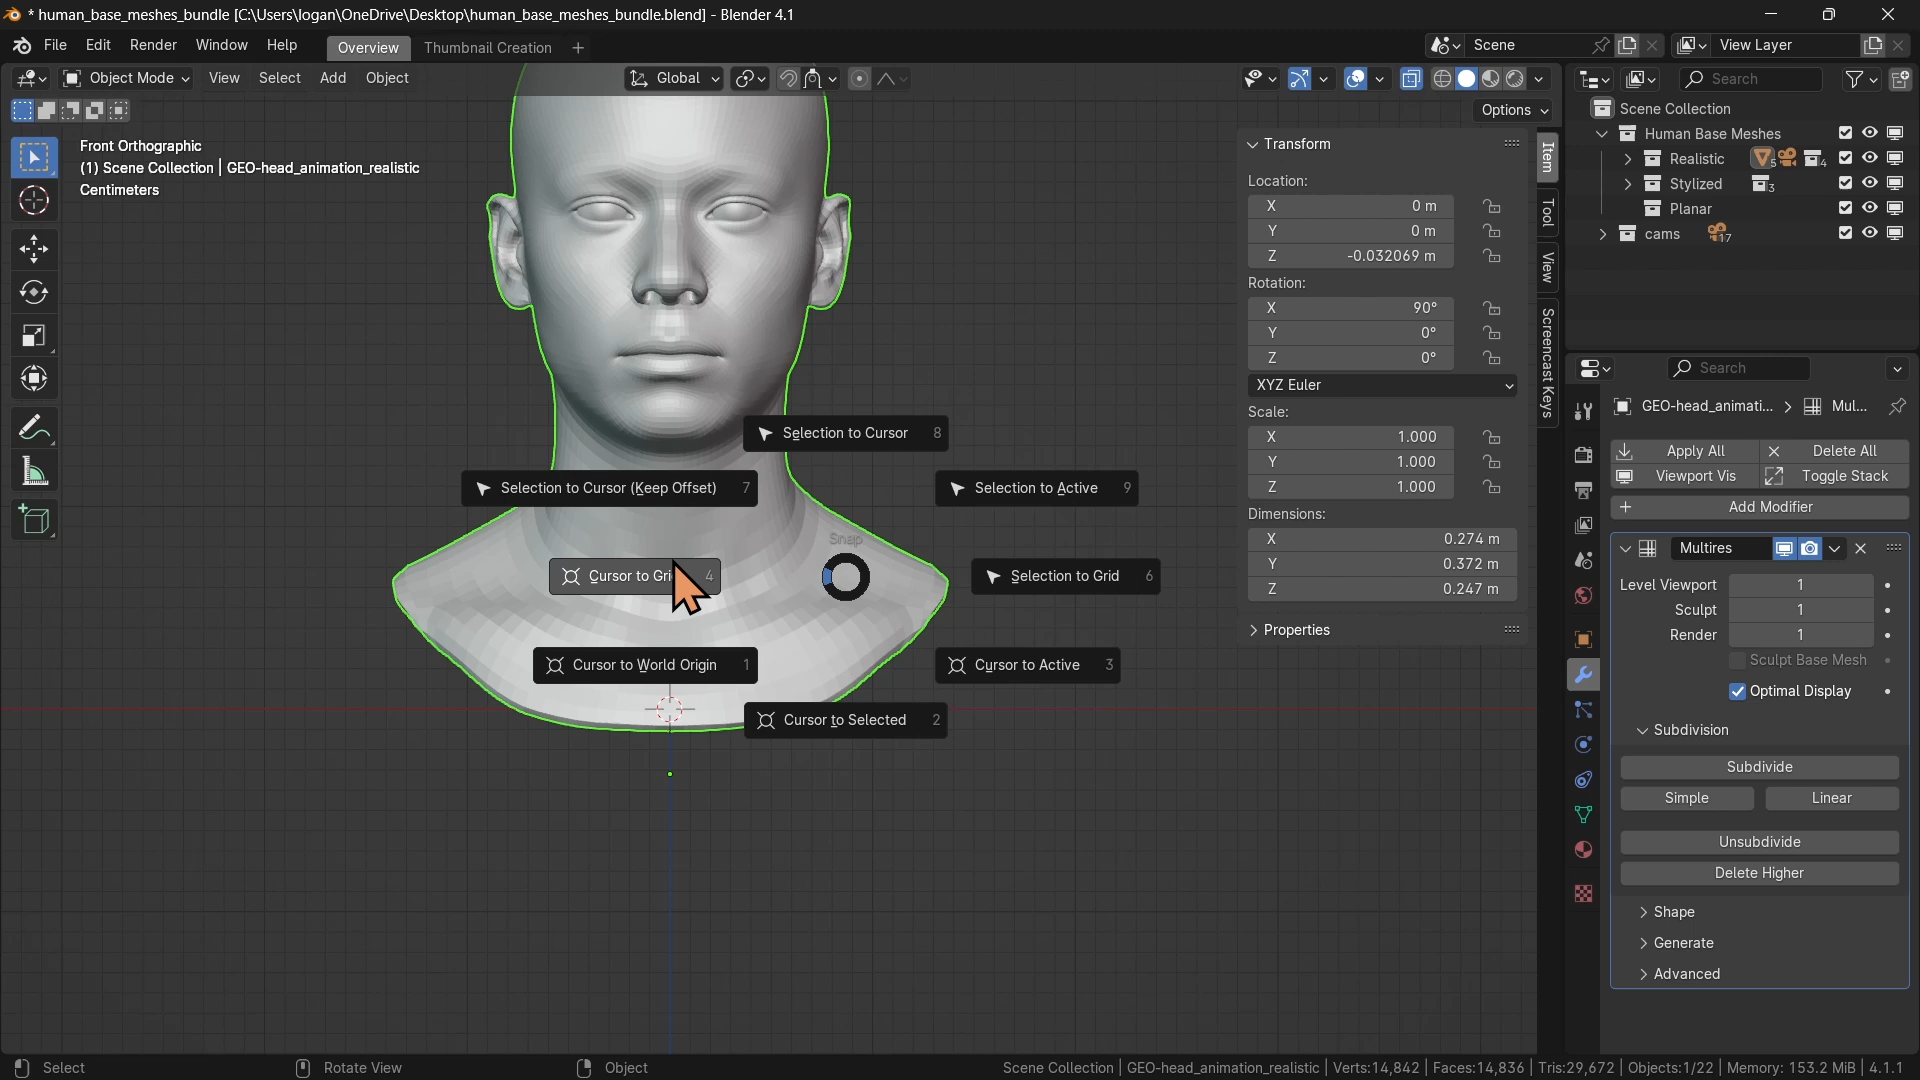 * human_base_meshes_bundle [C:\Users\logan\OneDrive\Desktop\human_base_meshes_bundle.blend] - Blender 4.1
File Edit Render Window Help Overview Thumbnail Creation + Scene View Layer
Object Mode View Select Add Object Global Search
Options
Front Orthographic
(1) Scene Collection | GEO-head_animation_realistic
Centimeters
Scene Collection
Human Base Meshes
Realistic 5 4
Stylized 3
Planar
cams 17
Transform
Location:
X 0 m
Y 0 m
Z -0.032069 m
Rotation:
X 90°
Y 0°
Z 0°
XYZ Euler
Scale:
X 1.000
Y 1.000
Z 1.000
Dimensions:
X 0.274 m
Y 0.372 m
Z 0.247 m
Properties
Item
Tool
View
Screencast Keys
Selection to Cursor 8
Selection to Cursor (Keep Offset) 7
Selection to Active 9
Snap
Cursor to Gri 4
Selection to Grid 6
Cursor to World Origin 1
Cursor to Active 3
Cursor to Selected 2
Search
GEO-head_animati... Mul...
Apply All Delete All
Viewport Vis Toggle Stack
Add Modifier
Multires
Level Viewport 1
Sculpt 1
Render 1
Sculpt Base Mesh
Optimal Display
Subdivision
Subdivide
Simple Linear
Unsubdivide
Delete Higher
Shape
Generate
Advanced
Select Rotate View Object Scene Collection | GEO-head_animation_realistic | Verts:14,842 | Faces:14,836 | Tris:29,672 | Objects:1/22 | Memory: 153.2 MiB | 4.1.1